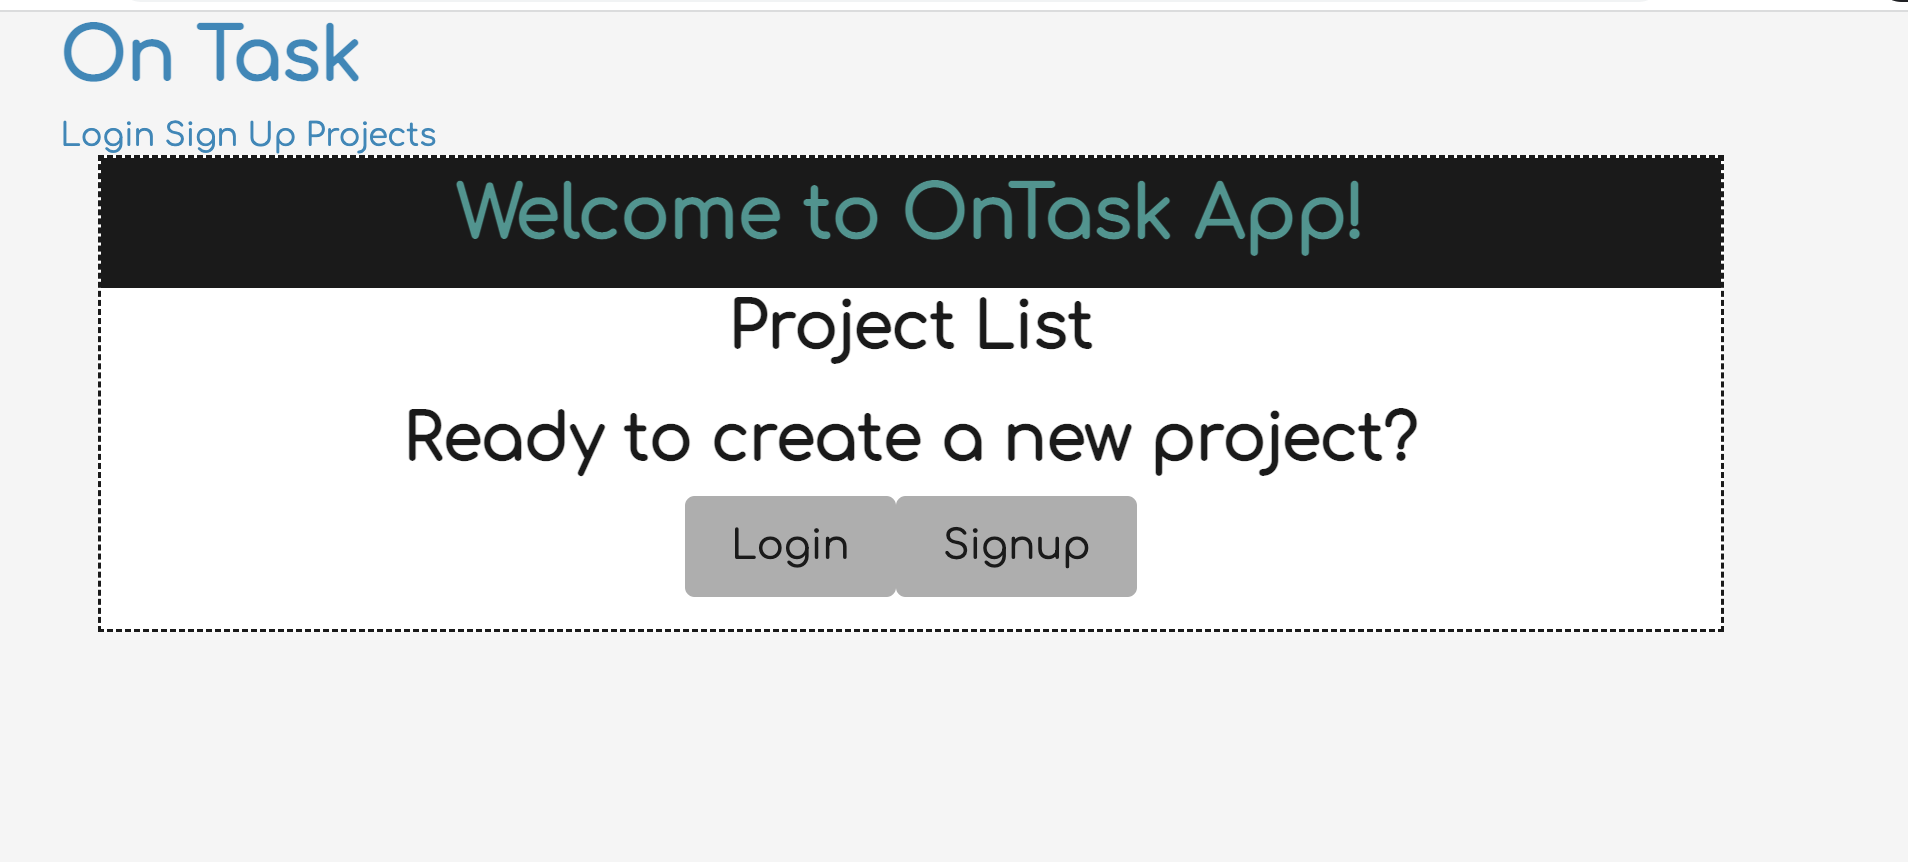 On Task
Login Sign Up Projects
Welcome to OnTask App!
Project List
Ready to create a new project?
Login Signup